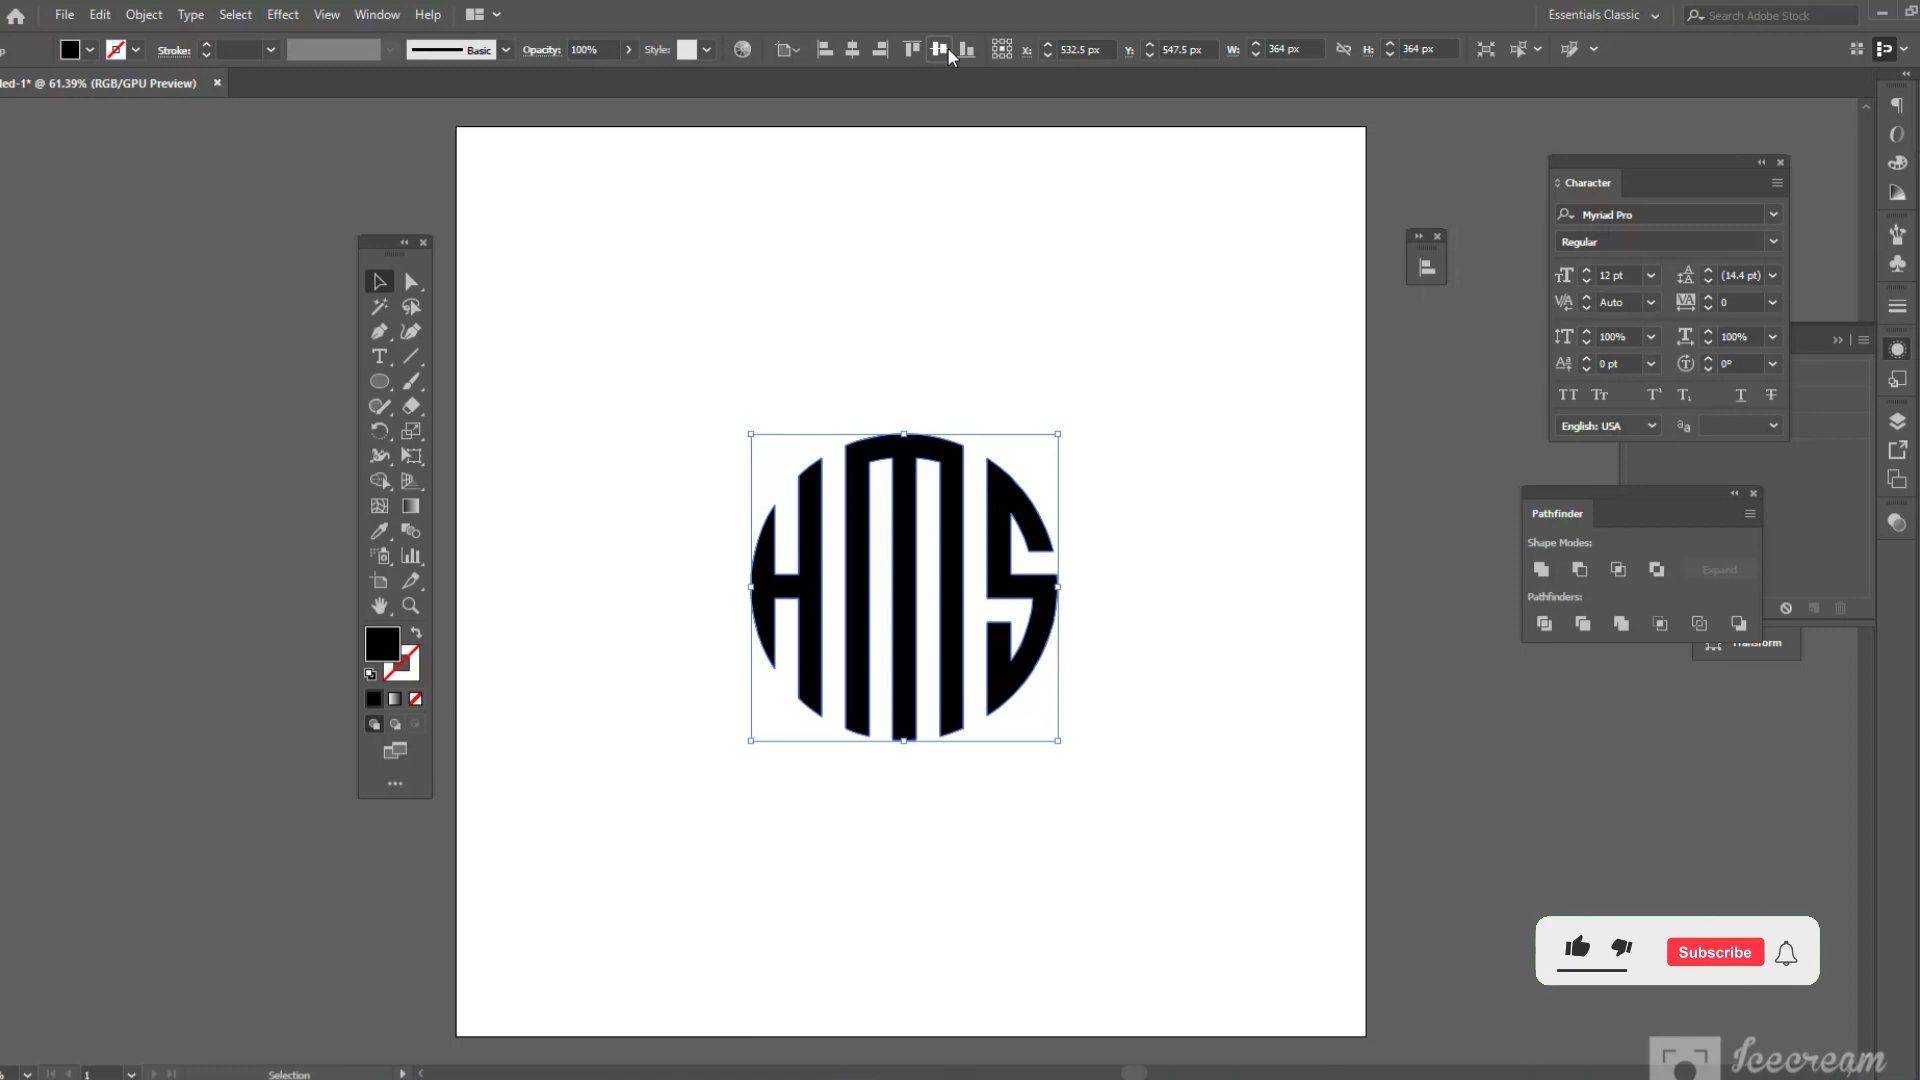 File Edit Object Type Select Effect View Window Help
Essentials Classic
Search Adobe Stock
Stroke: Basic Opacity: 100% Style: X: 532.5 px Y: 547.5 px W: 364 px H: 364 px
led-1* @ 61.39% (RGB/GPU Preview)
Character
Myriad Pro
Regular
12 pt (14.4 pt)
Auto 0
100% 100%
0 pt 0°
English: USA
HMS
Pathfinder
Shape Modes:
Expand
Pathfinders:
Transform
Subscribe
Icecream
1 Selection